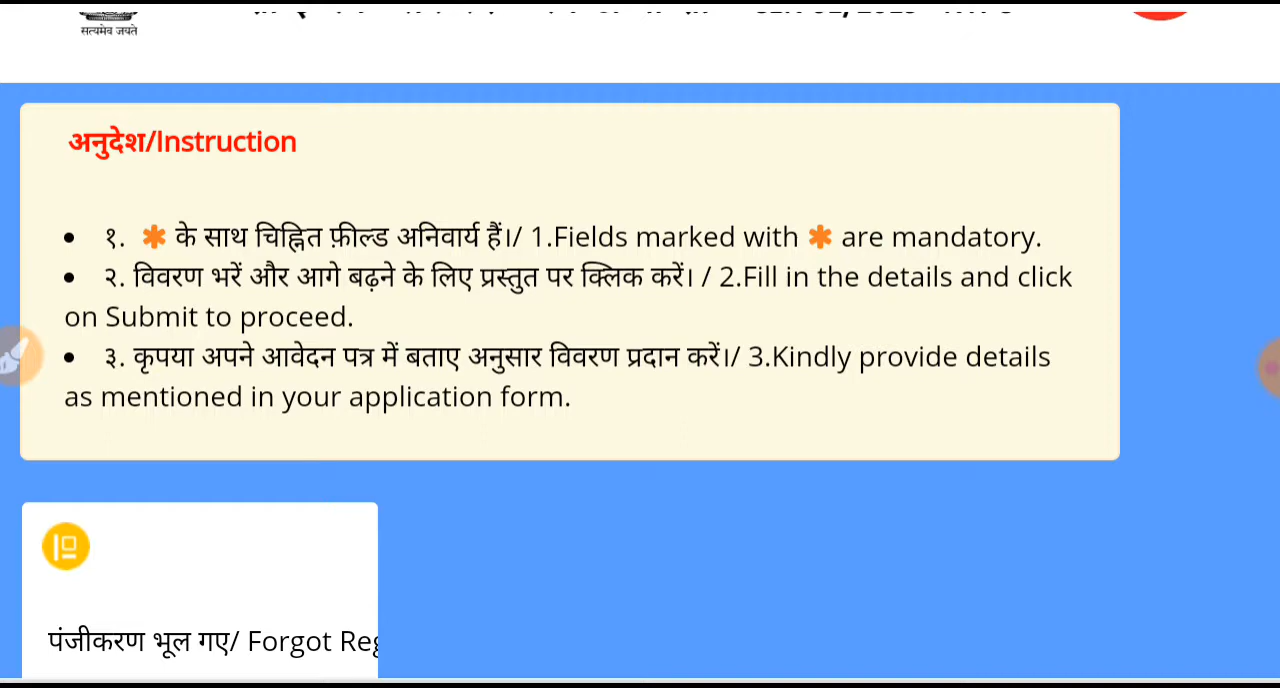 सत्यमेव जयते
अनुदेश/Instruction
१. * के साथ चिह्नित फ़ील्ड अनिवार्य हैं।/ 1.Fields marked with * are mandatory.
२. विवरण भरें और आगे बढ़ने के लिए प्रस्तुत पर क्लिक करें। / 2.Fill in the details and click
on Submit to proceed.
३. कृपया अपने आवेदन पत्र में बताए अनुसार विवरण प्रदान करें।/ 3.Kindly provide details
as mentioned in your application form.
पंजीकरण भूल गए/ Forgot